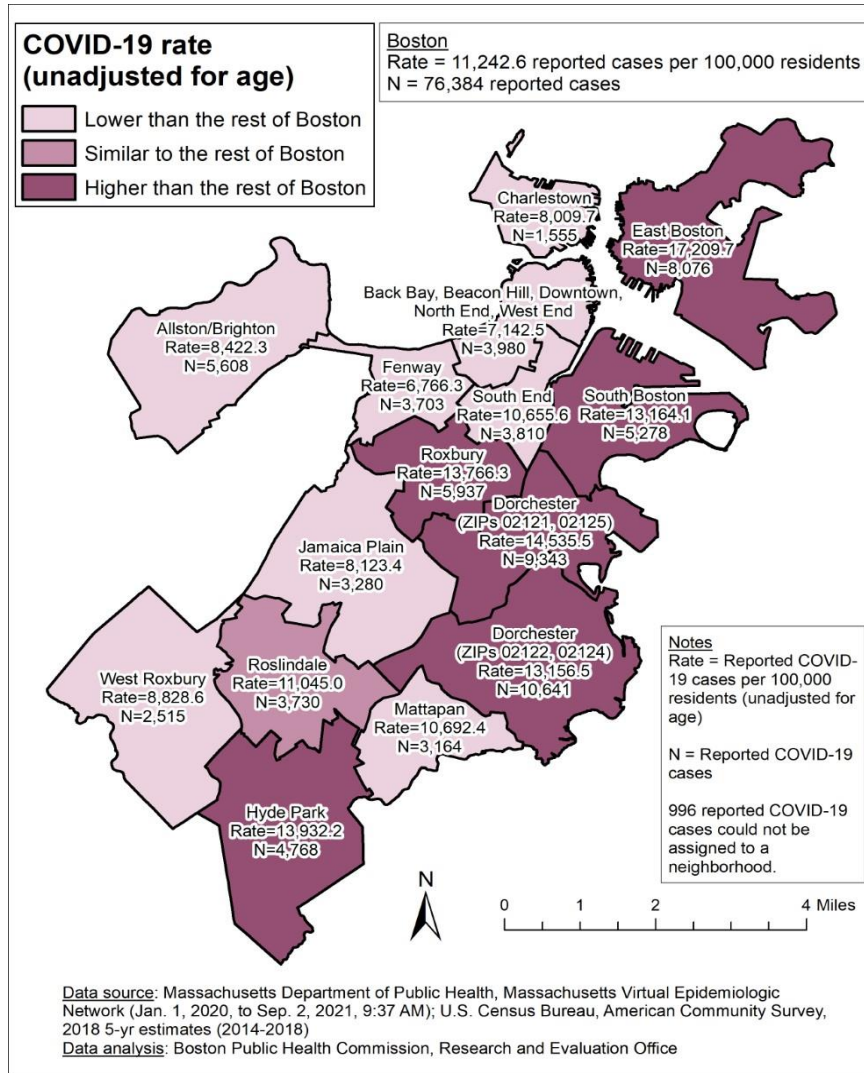 COVID-19 rate
(unadjusted for age)
Lower than the rest of Boston
Similar to the rest of Boston
Higher than the rest of Boston
Boston
Rate = 11,242.6 reported cases per 100,000 residents
N = 76,384 reported cases
Charlestown
Rate=8,009.7
N=1,555
East Boston
Rate=17,209.7
N=8,076
Back Bay, Beacon Hill, Downtown,
North End, West End
Rate=7,142.5
N=3,980
Allston/Brighton
Rate=8,422.3
N=5,608
Fenway
Rate=6,766.3
N=3,703
South End
Rate=10,655.6
N=3,810
South Boston
Rate=13,164.1
N=5,278
Roxbury
Rate=13,766.3
N=5,937
Dorchester
(ZIPs 02121, 02125)
Rate=14,535.5
N=9,343
Jamaica Plain
Rate=8,123.4
N=3,280
Dorchester
(ZIPs 02122, 02124)
Rate=13,156.5
N=10,641
West Roxbury
Rate=8,828.6
N=2,515
Roslindale
Rate=11,045.0
N=3,730
Mattapan
Rate=10,692.4
N=3,164
Hyde Park
Rate=13,932.2
N=4,768
Notes
Rate = Reported COVID-
19 cases per 100,000
residents (unadjusted for
age)
N = Reported COVID-19
cases
996 reported COVID-19
cases could not be
assigned to a
neighborhood.
N
0 1 2 4 Miles
Data source: Massachusetts Department of Public Health, Massachusetts Virtual Epidemiologic
Network (Jan. 1, 2020, to Sep. 2, 2021, 9:37 AM); U.S. Census Bureau, American Community Survey,
2018 5-yr estimates (2014-2018)
Data analysis: Boston Public Health Commission, Research and Evaluation Office